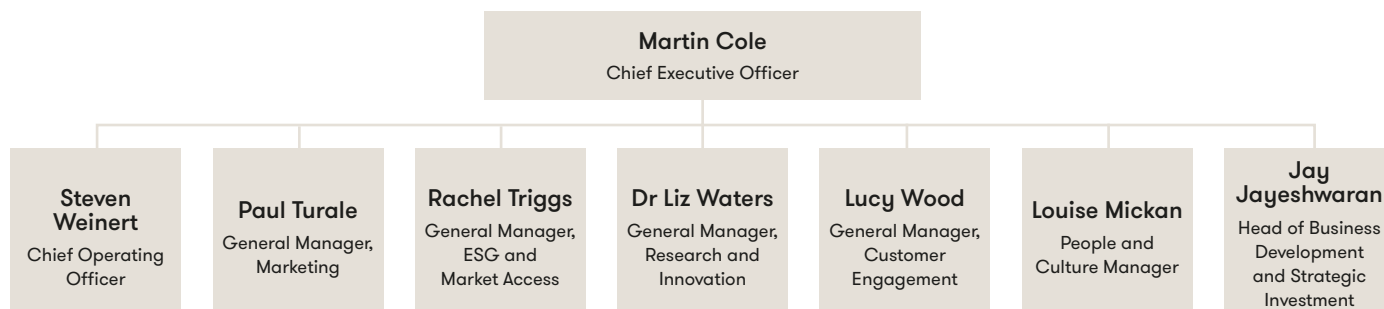 Martin Cole
Chief Executive Officer
Steven
Weinert
Chief Operating
Officer
Paul Turale
General Manager,
Marketing
Rachel Triggs
General Manager,
ESG and
Market Access
Dr Liz Waters
General Manager,
Research and
Innovation
Lucy Wood
General Manager,
Customer
Engagement
Louise Mickan
People and
Culture Manager
Jay
Jayeshwaran
Head of Business
Development
and Strategic
Investment